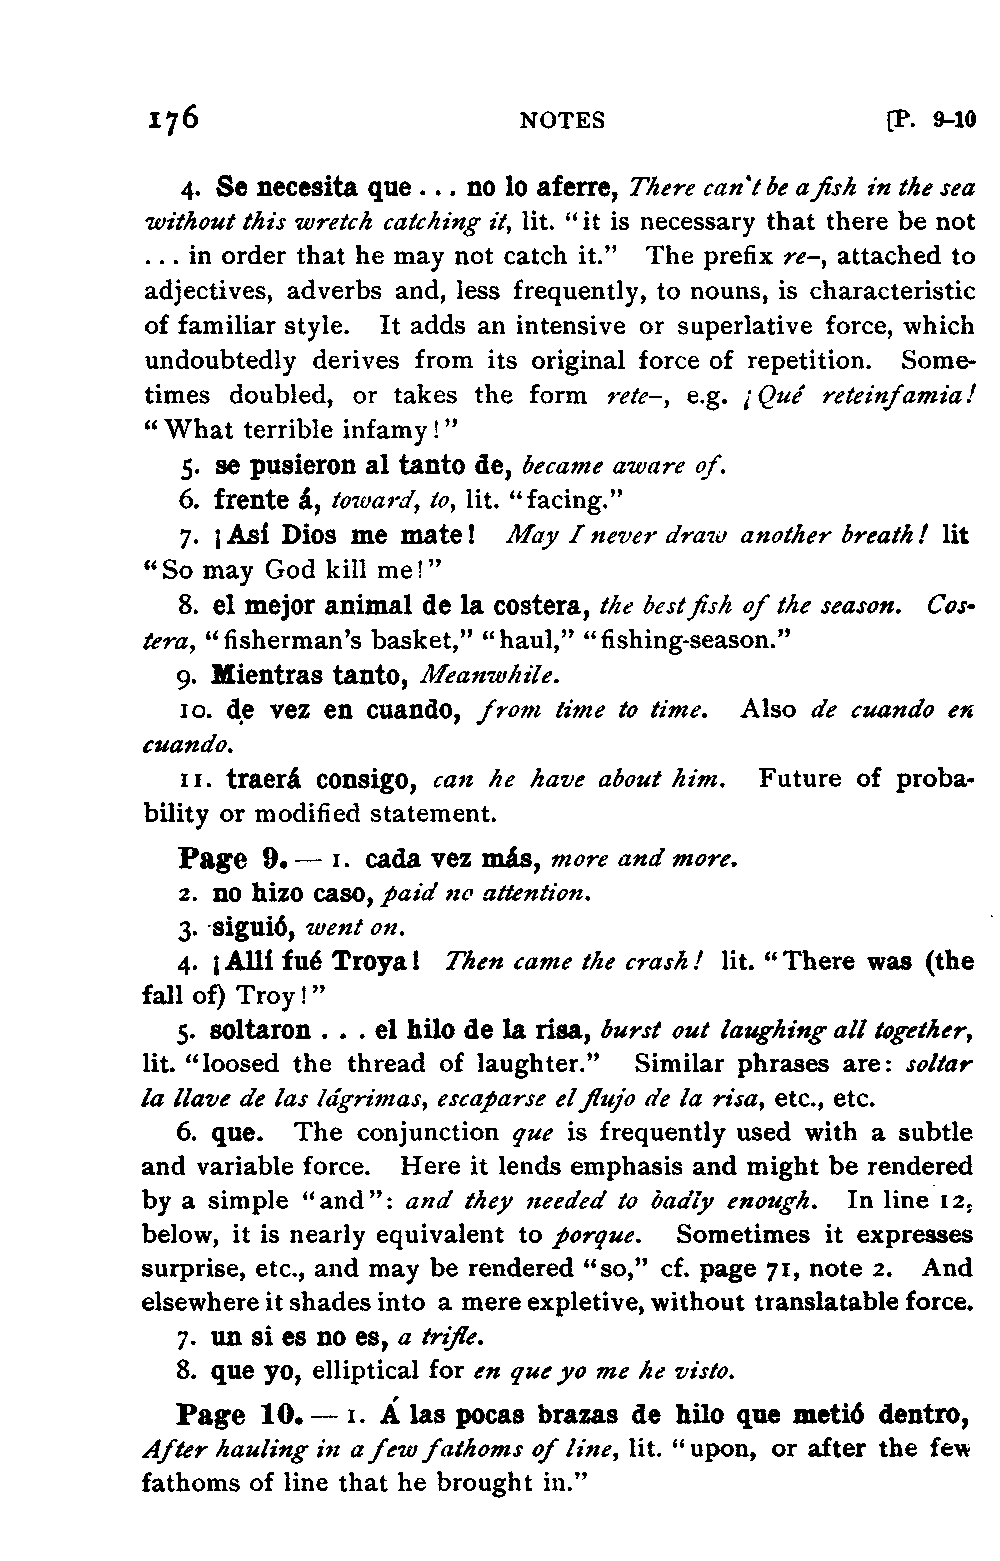 176 NOTES [P. 9–10
4. Se necesita que . . . no lo aferre, There can't be a fish in the sea
without this wretch catching it, lit. "it is necessary that there be not
. . . in order that he may not catch it." The prefix re–, attached to
adjectives, adverbs and, less frequently, to nouns, is characteristic
of familiar style. It adds an intensive or superlative force, which
undoubtedly derives from its original force of repetition. Some-
times doubled, or takes the form rete–, e.g. ¡Qué reteinfamia!
"What terrible infamy!"
5. se pusieron al tanto de, became aware of.
6. frente á, toward, to, lit. "facing."
7. ¡Así Dios me mate! May I never draw another breath! lit
"So may God kill me!"
8. el mejor animal de la costera, the best fish of the season. Cos-
tera, "fisherman's basket," "haul," "fishing-season."
9. Mientras tanto, Meanwhile.
10. de vez en cuando, from time to time. Also de cuando en
cuando.
11. traerá consigo, can he have about him. Future of proba-
bility or modified statement.
Page 9. — 1. cada vez más, more and more.
2. no hizo caso, paid no attention.
3. siguió, went on.
4. ¡Allí fué Troya! Then came the crash! lit. "There was (the
fall of) Troy!"
5. soltaron . . . el hilo de la risa, burst out laughing all together,
lit. "loosed the thread of laughter." Similar phrases are: soltar
la llave de las lágrimas, escaparse el flujo de la risa, etc., etc.
6. que. The conjunction que is frequently used with a subtle
and variable force. Here it lends emphasis and might be rendered
by a simple "and": and they needed to badly enough. In line 12,
below, it is nearly equivalent to porque. Sometimes it expresses
surprise, etc., and may be rendered "so," cf. page 71, note 2. And
elsewhere it shades into a mere expletive, without translatable force.
7. un si es no es, a trifle.
8. que yo, elliptical for en que yo me he visto.
Page 10. — 1. Á las pocas brazas de hilo que metió dentro,
After hauling in a few fathoms of line, lit. "upon, or after the few
fathoms of line that he brought in."